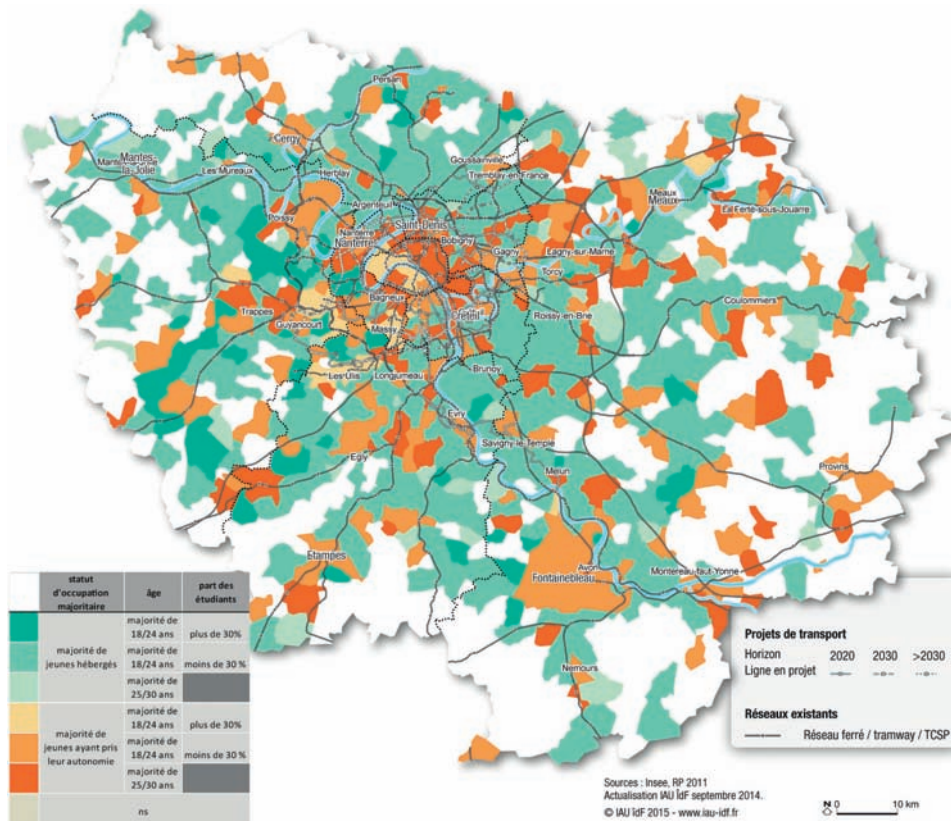 Persan
Cergy
Goussainville
Tremblay-en-France
Mantes-la-Jolie
Mantes-
la-Jolie
Les Mureaux
Herblay
Argenteuil
Meaux
Meaux
La Ferté-sous-Jouarre
Poissy
Saint-Denis
Nanterre
Nanterre
Bobigny
Gagny
Lagny-sur-Marne
Torcy
Coulommiers
Bagneux
Créteil
Roissy-en-Brie
Trappes
Guyancourt
Massy
Les Ulis
Longjumeau
Brunoy
Evry
Savigny-le-Temple
Egly
Melun
Provins
Etampes
Avon
Fontainebleau
Montereau-faut-Yonne
Nemours
statut d'occupation majoritaire âge part des étudiants
majorité de jeunes hébergés
majorité de 18/24 ans plus de 30%
majorité de 18/24 ans moins de 30 %
majorité de 25/30 ans
majorité de jeunes ayant pris leur autonomie
majorité de 18/24 ans plus de 30%
majorité de 18/24 ans moins de 30 %
majorité de 25/30 ans
ns
Projets de transport
Horizon 2020 2030 >2030
Ligne en projet
Réseaux existants
Réseau ferré / tramway / TCSP
Sources : Insee, RP 2011
Actualisation IAU îdF septembre 2014.
© IAU îdF 2015 - www.iau-idf.fr
N 0 10 km